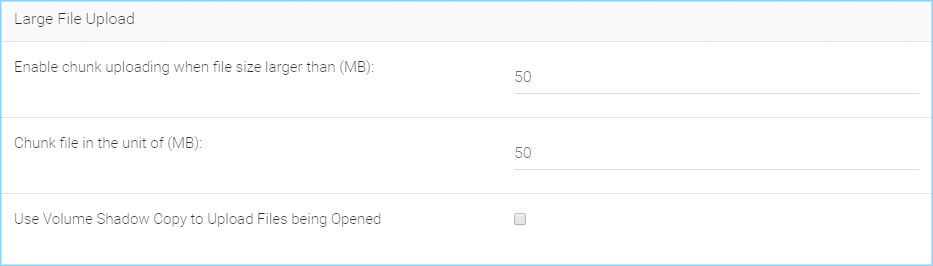 Large File Upload
Enable chunk uploading when file size larger than (MB):
50
Chunk file in the unit of (MB):
50
Use Volume Shadow Copy to Upload Files being Opened